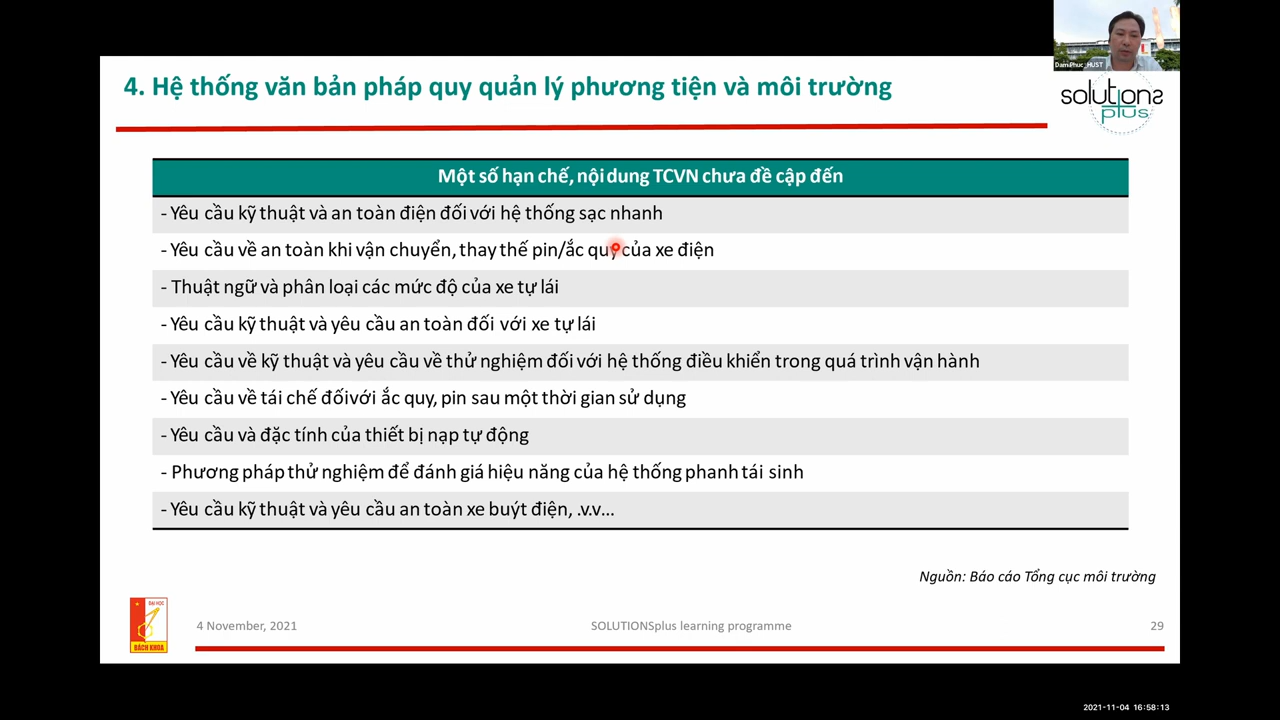 Dam Phuc_HUST
4. Hệ thống văn bản pháp quy quản lý phương tiện và môi trường
solutions
plus
Một số hạn chế, nội dung TCVN chưa đề cập đến
- Yêu cầu kỹ thuật và an toàn điện đối với hệ thống sạc nhanh
- Yêu cầu về an toàn khi vận chuyển, thay thế pin/ắc quy của xe điện
- Thuật ngữ và phân loại các mức độ của xe tự lái
- Yêu cầu kỹ thuật và yêu cầu an toàn đối với xe tự lái
- Yêu cầu về kỹ thuật và yêu cầu về thử nghiệm đối với hệ thống điều khiển trong quá trình vận hành
- Yêu cầu về tái chế đối với ắc quy, pin sau một thời gian sử dụng
- Yêu cầu và đặc tính của thiết bị nạp tự động
- Phương pháp thử nghiệm để đánh giá hiệu năng của hệ thống phanh tái sinh
- Yêu cầu kỹ thuật và yêu cầu an toàn xe buýt điện, .v.v...
Nguồn: Báo cáo Tổng cục môi trường
ĐẠI HỌC
BÁCH KHOA
4 November, 2021
SOLUTIONSplus learning programme
29
2021-11-04 16:58:13